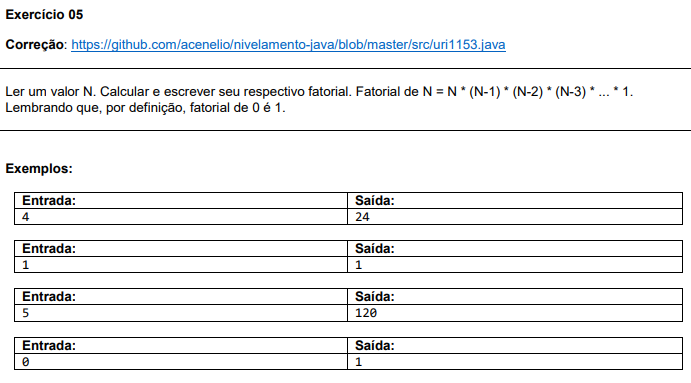 Exercício 05
Correção: https://github.com/acenelio/nivelamento-java/blob/master/src/uri1153.java
Ler um valor N. Calcular e escrever seu respectivo fatorial. Fatorial de N = N * (N-1) * (N-2) * (N-3) * ... * 1.
Lembrando que, por definição, fatorial de 0 é 1.
Exemplos:
Entrada: Saída:
4 24
Entrada: Saída:
1 1
Entrada: Saída:
5 120
Entrada: Saída:
0 1